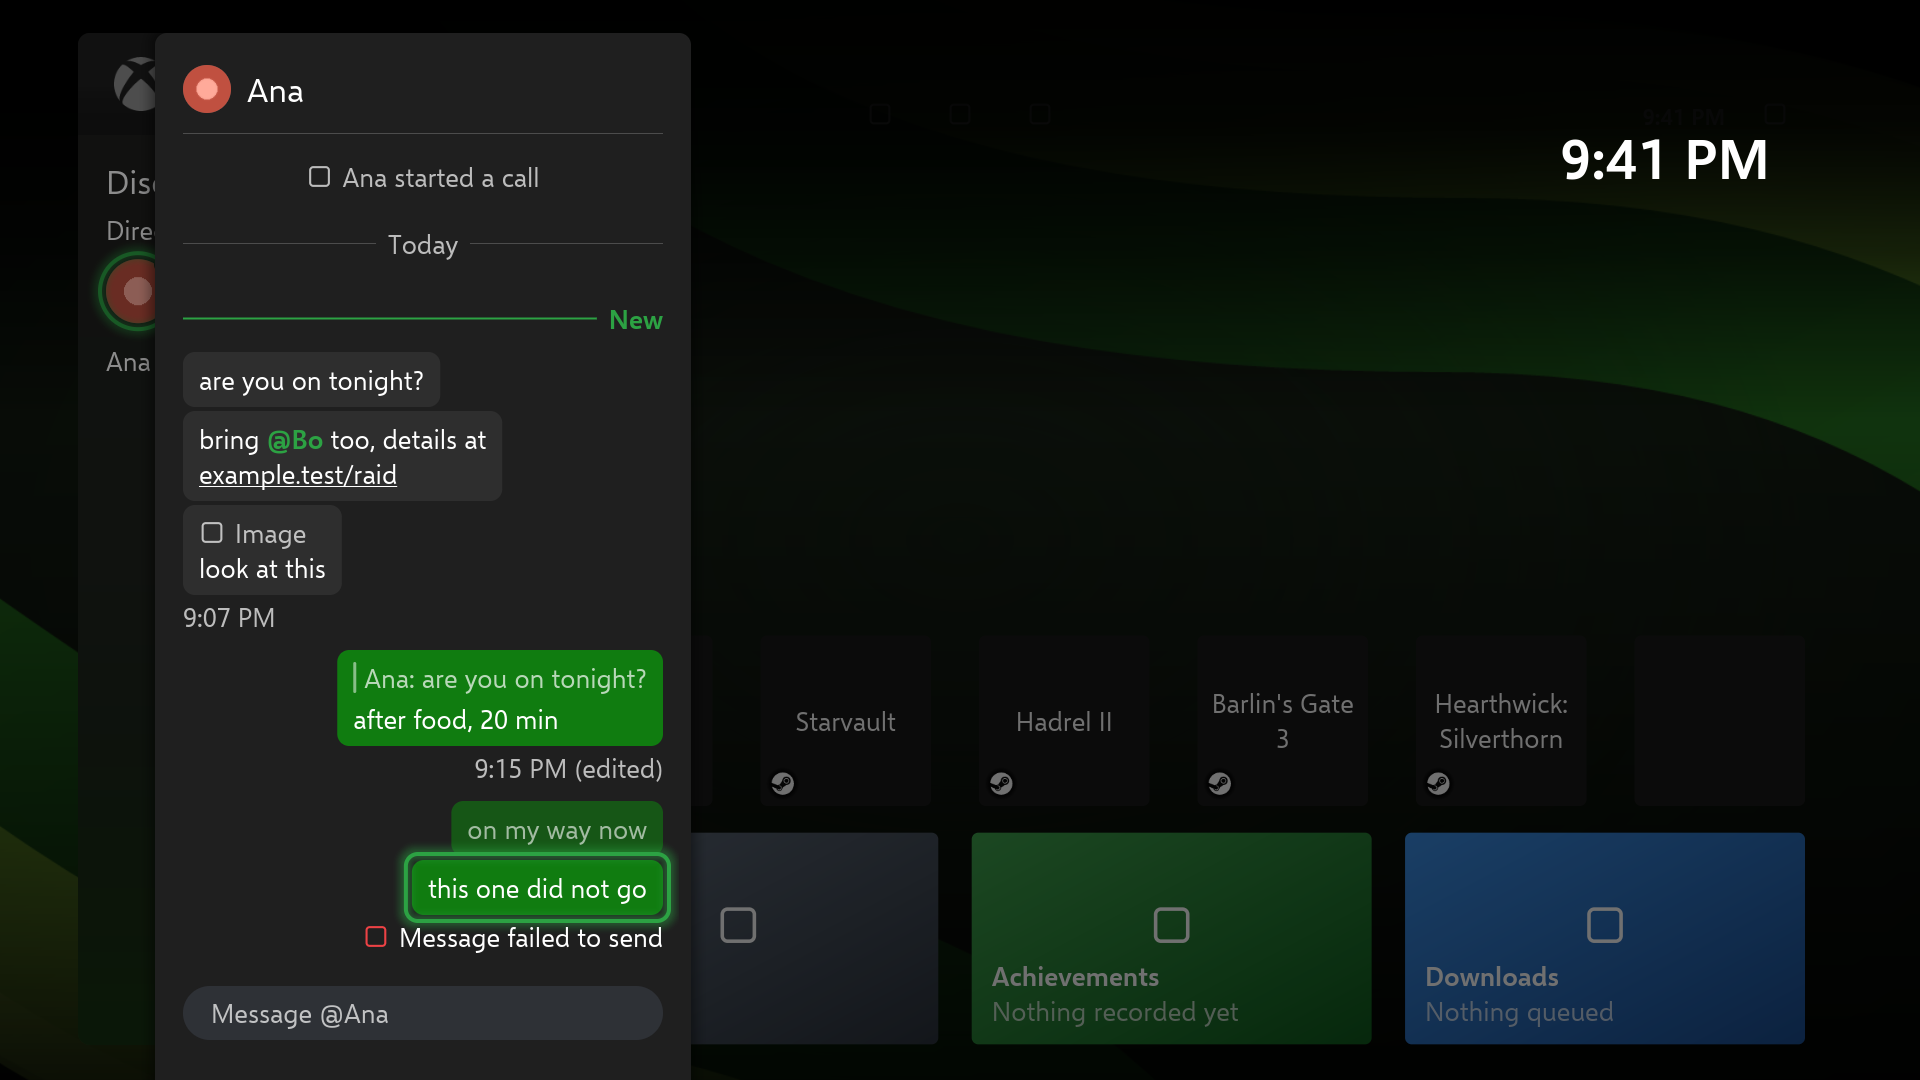 Ana
Ana started a call
Today
New
are you on tonight?
bring @Bo too, details at
example.test/raid
Image
look at this
9:07 PM
Ana: are you on tonight?
after food, 20 min
9:15 PM (edited)
on my way now
this one did not go
Message failed to send
Message @Ana
Ana
9:41 PM
9:41 PM
Starvault
Hadrel II
Barlin's Gate
3
Hearthwick:
Silverthorn
Achievements
Nothing recorded yet
Downloads
Nothing queued